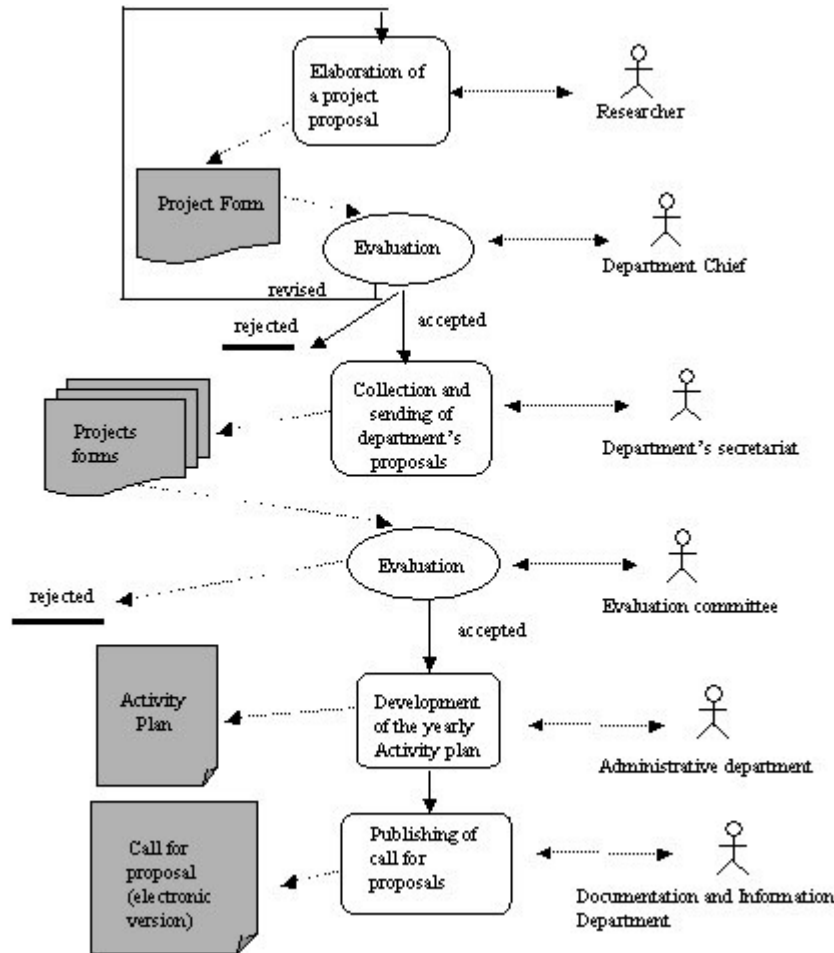 Elaboration of
a project
proposal
Researcher
Project Form
Evaluation
Department Chief
revised
rejected
accepted
Collection and
sending of
department's
proposals
Projects
forms
Department's secretariat
Evaluation
rejected
Evaluation committee
accepted
Activity
Plan
Development
of the yearly
Activity plan
Administrative department
Publishing of
call for
proposals
Call for
proposal
(electronic
version)
Documentation and Information
Department